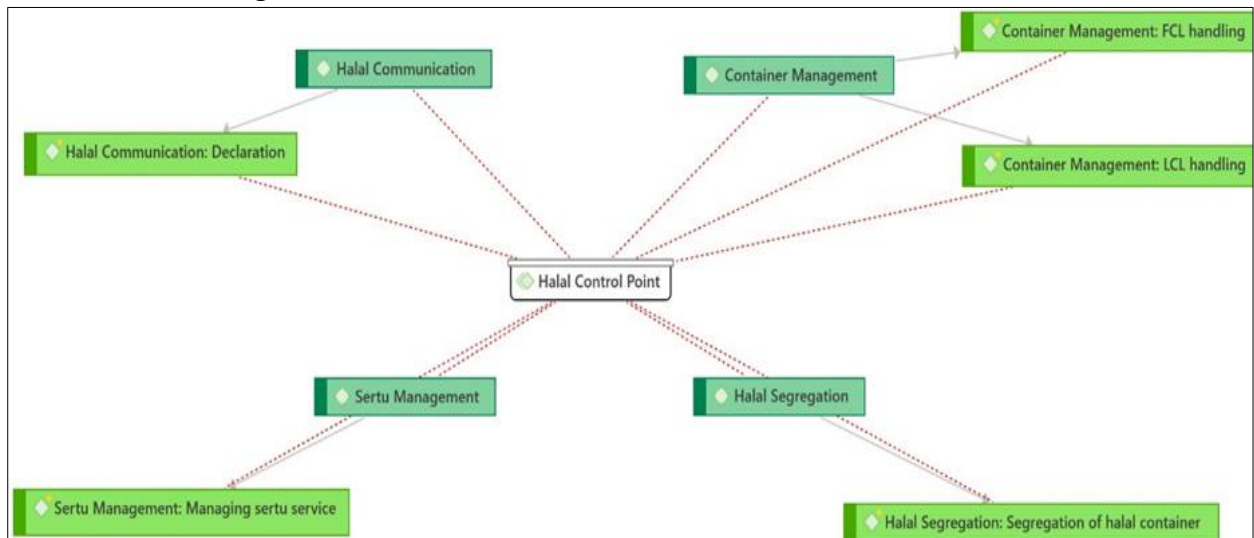 Container Management: FCL handling
Halal Communication
Container Management
Halal Communication: Declaration
Container Management: LCL handling
Halal Control Point
Sertu Management
Halal Segregation
Sertu Management: Managing sertu service
Halal Segregation: Segregation of halal container